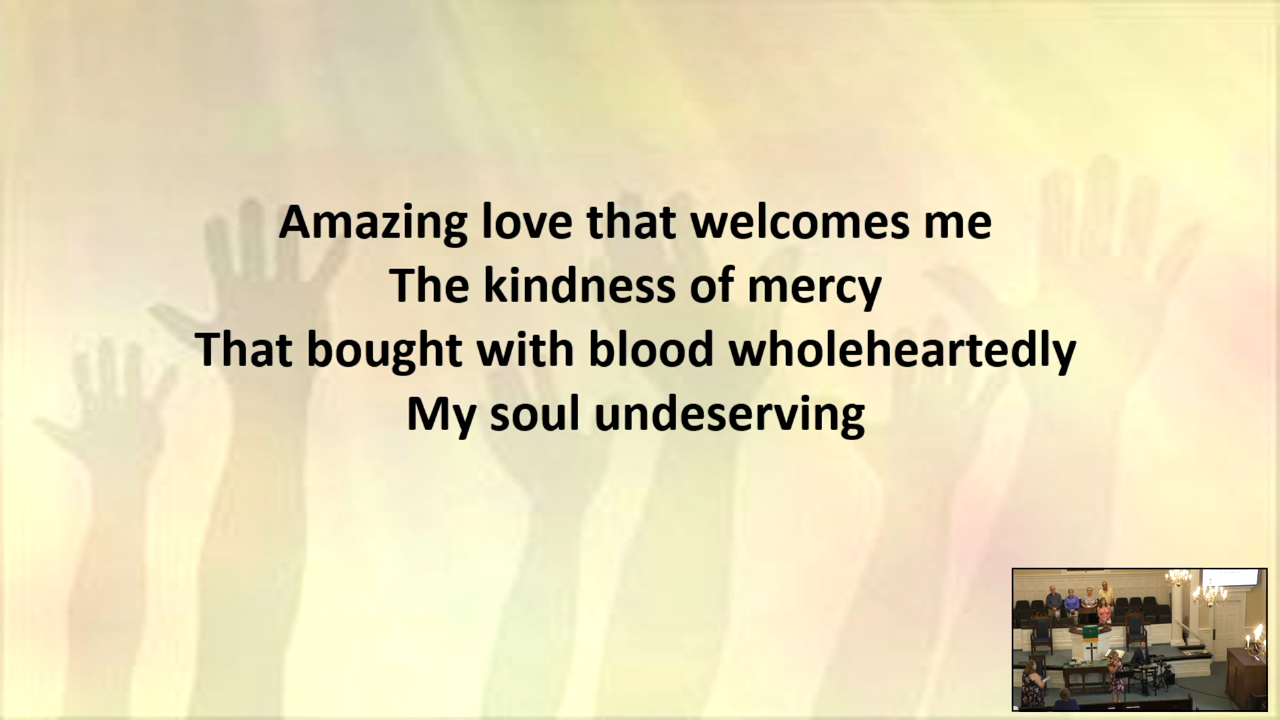 Amazing love that welcomes me
The kindness of mercy
That bought with blood wholeheartedly
My soul undeserving